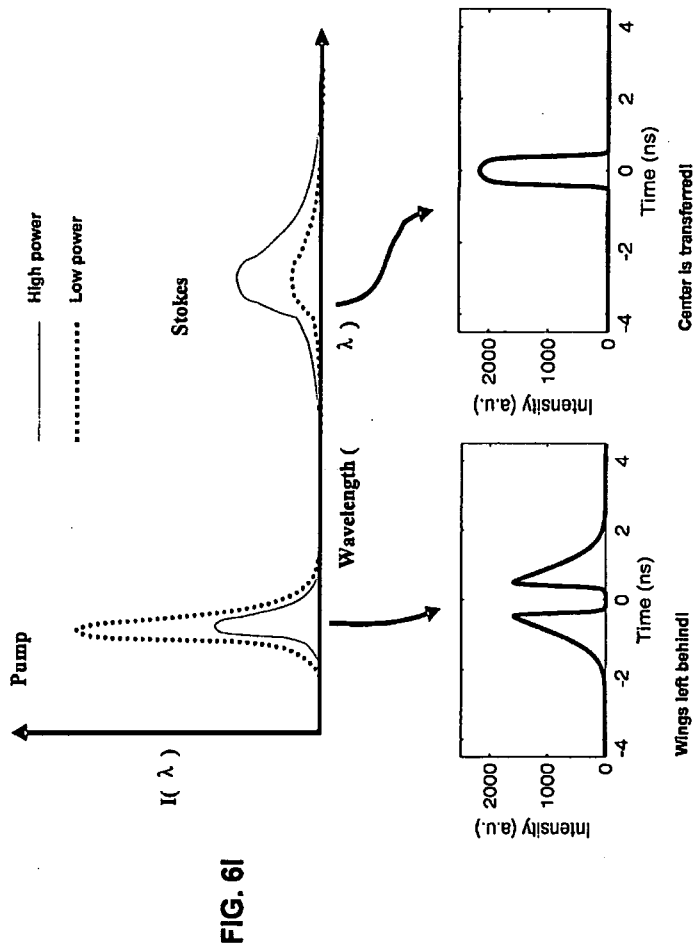 FIG. 6I
Pump
I( λ )
High power
Low power
Stokes
Wavelength (
λ )
2000
1000
0
Intensity (a.u.)
-4
-2
0
2
4
Time (ns)
Wings left behind!
2000
1000
0
Intensity (a.u.)
-4
-2
0
2
4
Time (ns)
Center is transferred!